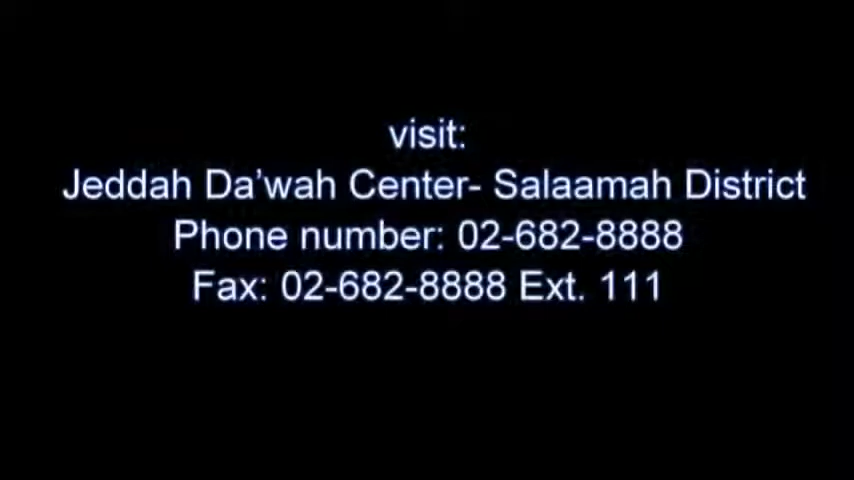 visit:
Jeddah Da’wah Center- Salaamah District
Phone number: 02-682-8888
Fax: 02-682-8888 Ext. 111